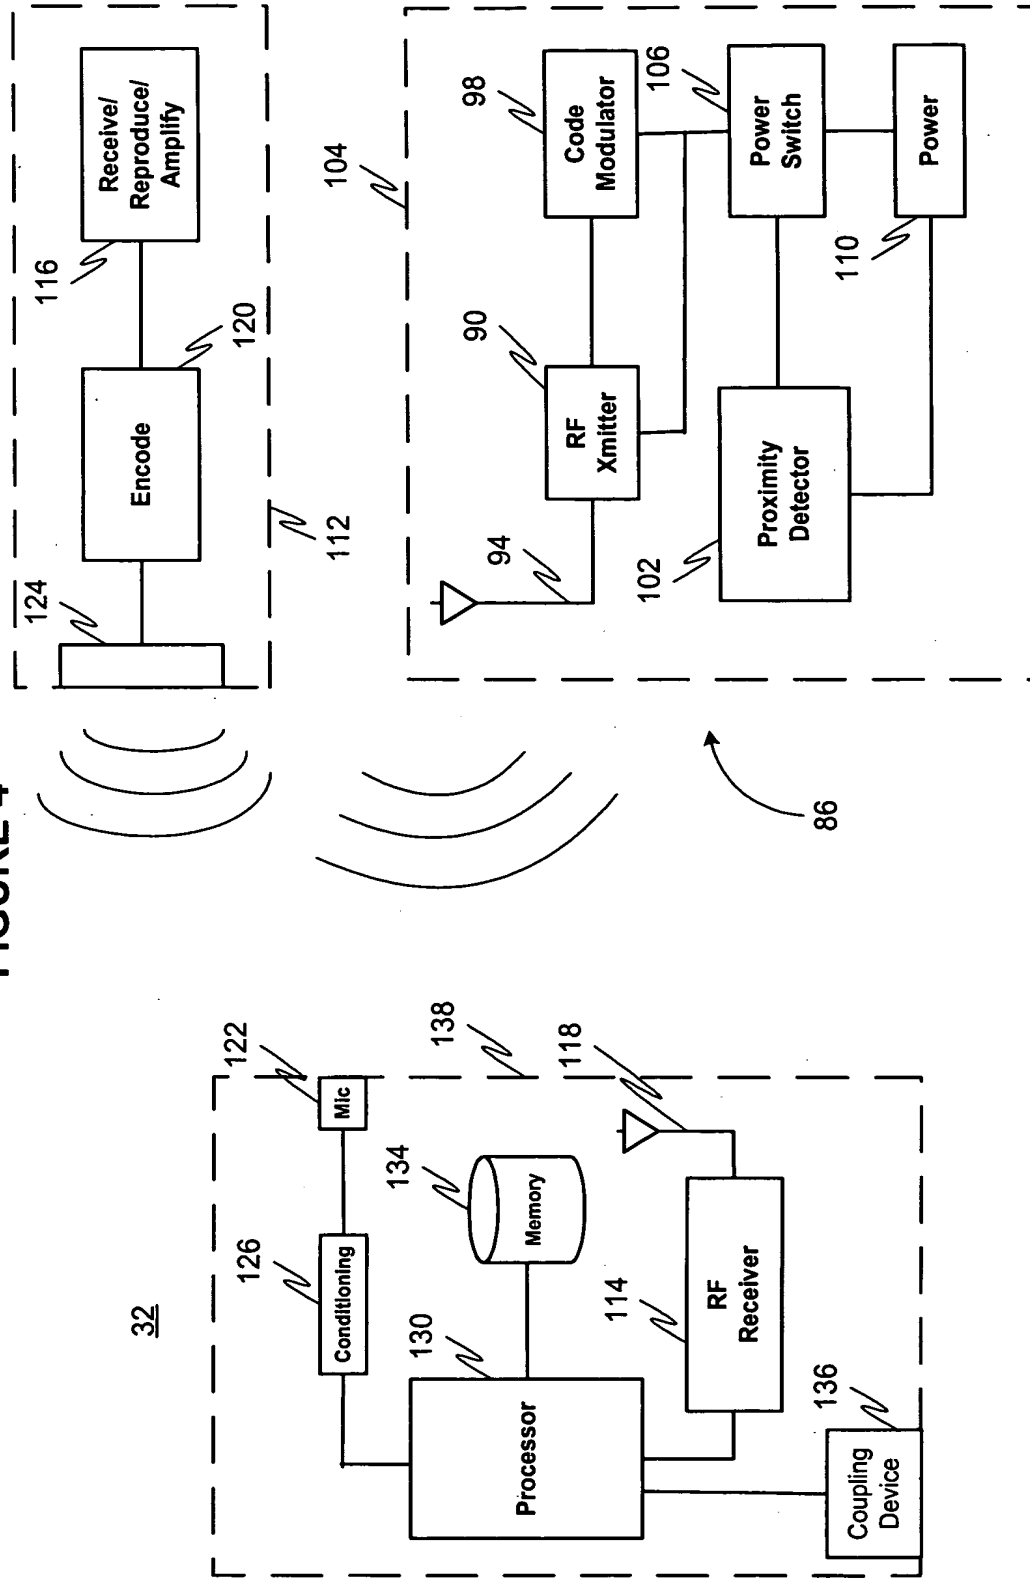 FIGURE 4
32
122
Mic
138
126
Conditioning
134
Memory
118
130
Processor
114
RF
Receiver
136
Coupling
Device
124
120
Encode
116
Receive/
Reproduce/
Amplify
112
104
94
90
RF
Xmitter
98
Code
Modulator
102
Proximity
Detector
106
Power
Switch
110
Power
86